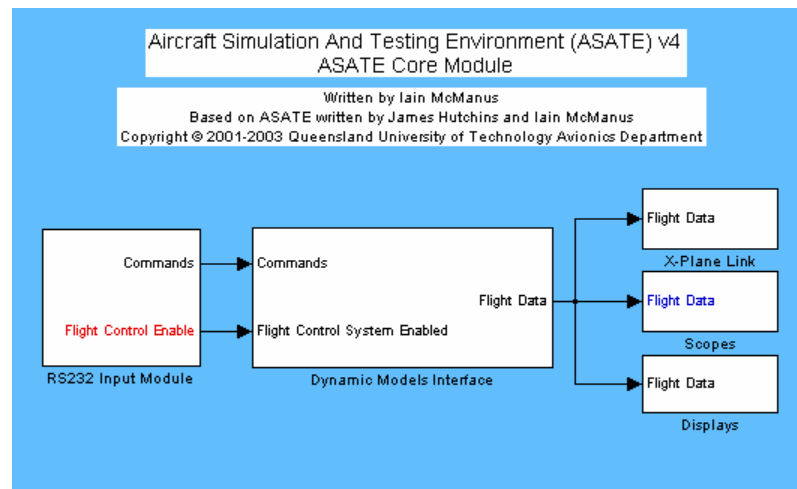 Aircraft Simulation And Testing Environment (ASATE) v4
ASATE Core Module
Written by Iain McManus
Based on ASATE written by James Hutchins and Iain McManus
Copyright © 2001-2003 Queensland University of Technology Avionics Department
Commands
Flight Control Enable
RS232 Input Module
Commands
Flight Data
Flight Control System Enabled
Dynamic Models Interface
Flight Data
X-Plane Link
Flight Data
Scopes
Flight Data
Displays